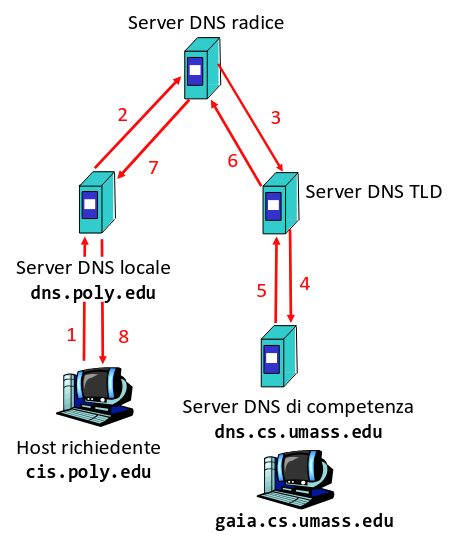 Server DNS radice
2
3
7
6
Server DNS TLD
Server DNS locale
dns.poly.edu
5
4
1
8
Server DNS di competenza
dns.cs.umass.edu
Host richiedente
cis.poly.edu
gaia.cs.umass.edu